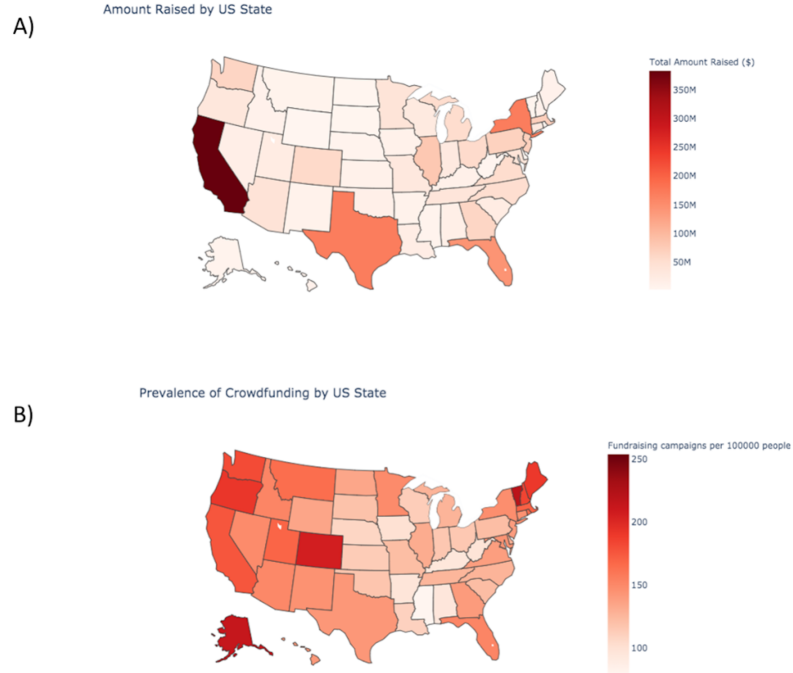 Amount Raised by US State
A)
Total Amount Raised ($)
350M
300M
250M
200M
150M
100M
50M
Prevalence of Crowdfunding by US State
B)
Fundraising campaigns per 100000 people
250
200
150
100